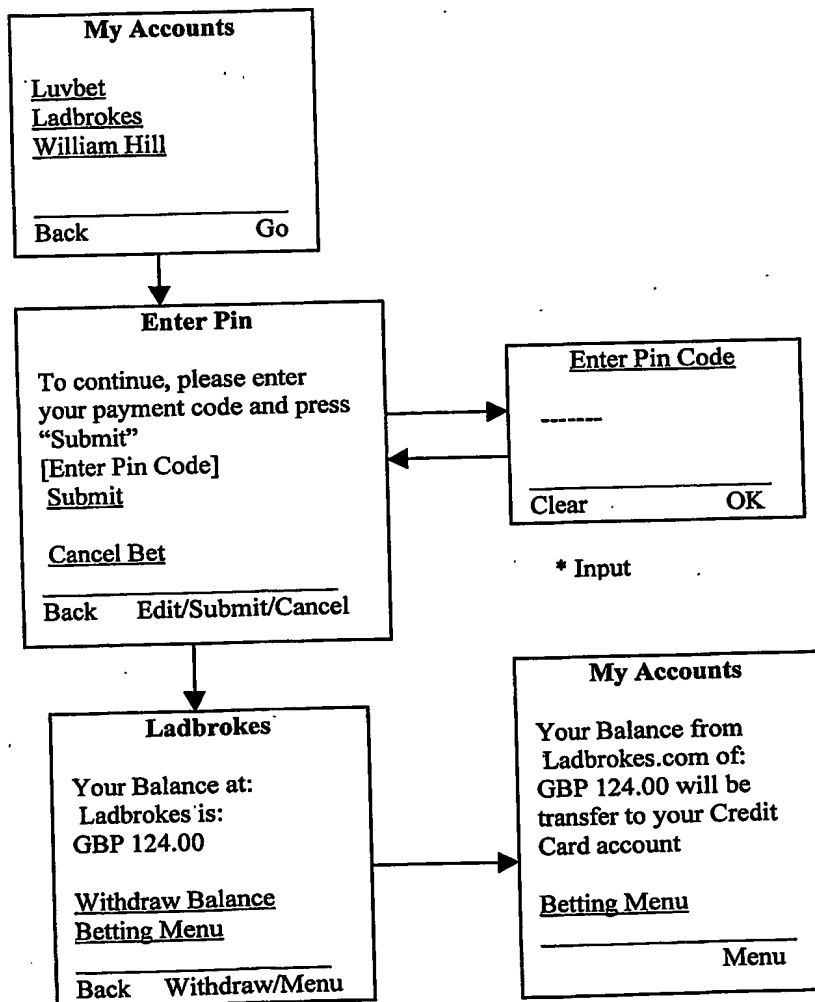 My Accounts
Luvbet
Ladbrokes
William Hill
Back Go
Enter Pin
To continue, please enter
your payment code and press
“Submit”
[Enter Pin Code]
Submit
Cancel Bet
Back Edit/Submit/Cancel
Enter Pin Code
-------
Clear OK
* Input
Ladbrokes
Your Balance at:
Ladbrokes is:
GBP 124.00
Withdraw Balance
Betting Menu
Back Withdraw/Menu
My Accounts
Your Balance from
Ladbrokes.com of:
GBP 124.00 will be
transfer to your Credit
Card account
Betting Menu
Menu